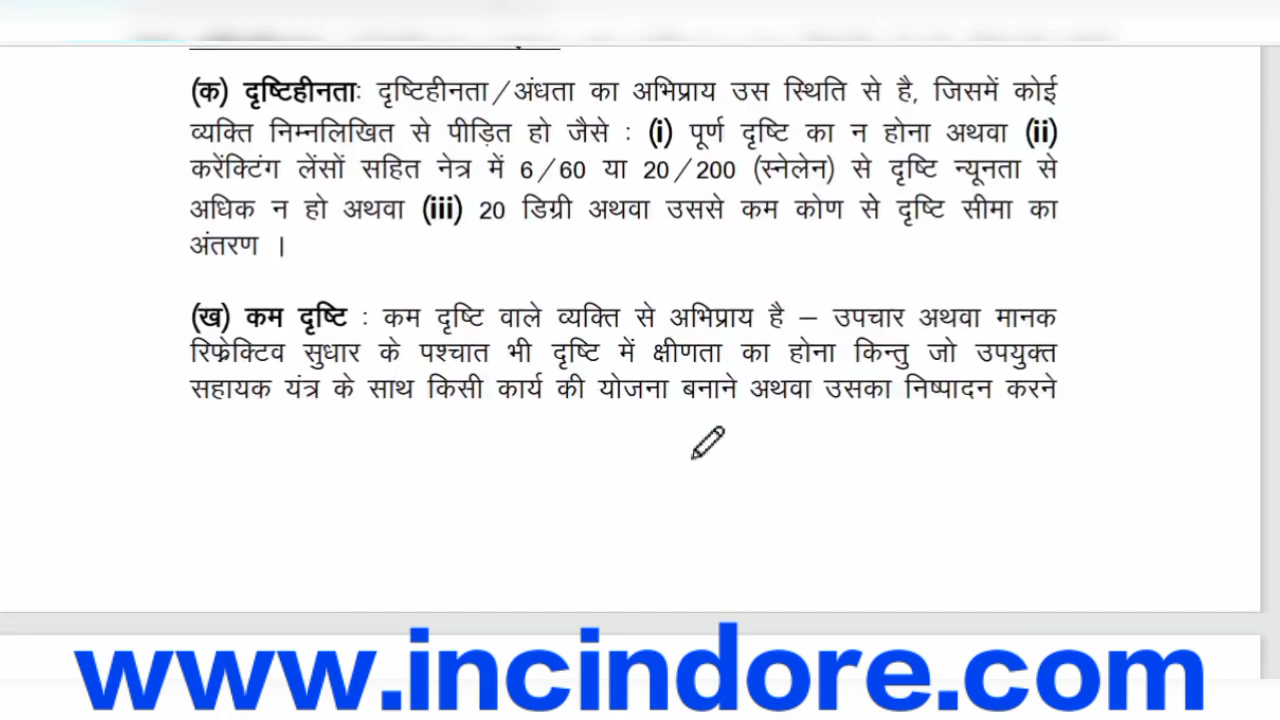 (क) दृष्टिहीनताः दृष्टिहीनता/अंधता का अभिप्राय उस स्थिति से है, जिसमें कोई
व्यक्ति निम्नलिखित से पीड़ित हो जैसे : (i) पूर्ण दृष्टि का न होना अथवा (ii)
करेंक्टिंग लेंसों सहित नेत्र में 6/60 या 20/200 (स्नेलेन) से दृष्टि न्यूनता से
अधिक न हो अथवा (iii) 20 डिग्री अथवा उससे कम कोण से दृष्टि सीमा का
अंतरण ।
(ख) कम दृष्टि : कम दृष्टि वाले व्यक्ति से अभिप्राय है – उपचार अथवा मानक
रिफ्रेक्टिव सुधार के पश्चात भी दृष्टि में क्षीणता का होना किन्तु जो उपयुक्त
सहायक यंत्र के साथ किसी कार्य की योजना बनाने अथवा उसका निष्पादन करने
www.incindore.com